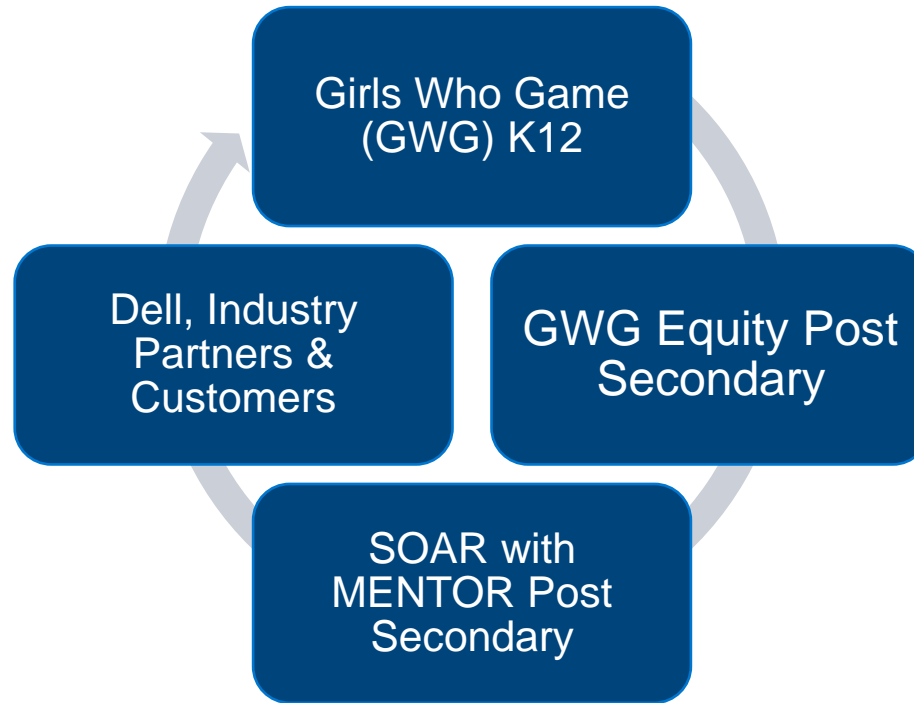 Girls Who Game
(GWG) K12
Dell, Industry
Partners &
Customers
GWG Equity Post
Secondary
SOAR with
MENTOR Post
Secondary